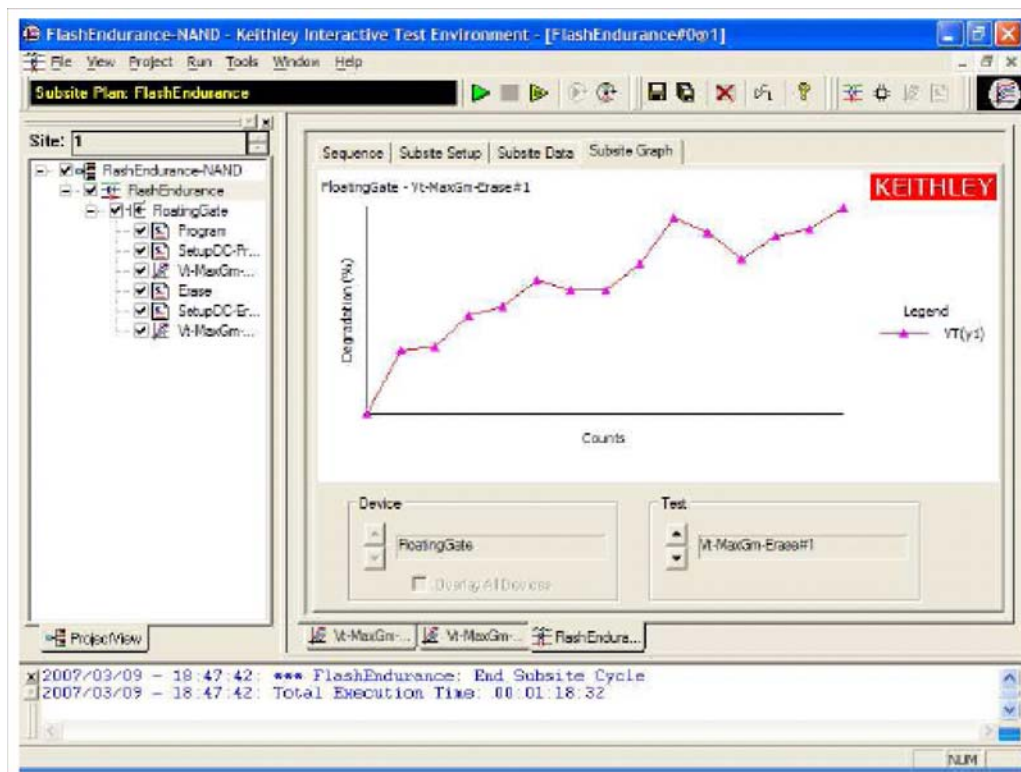 FlashEndurance-NAND - Keithley Interactive Test Environment - [FlashEndurance#0@1]
File View Project Run Tools Window Help
Subsite Plan: FlashEndurance
Site: 1
FlashEndurance-NAND
FlashEndurance
FloatingGate
Program
SetupDC-Pr...
Vt-MaxGm-...
Erase
SetupDC-Er...
Vt-MaxGm-...
ProjectView
Sequence Subsite Setup Subsite Data Subsite Graph
FloatingGate - Vt-MaxGm-Erase#1
KEITHLEY
Degradation (%)
Legend
VT(y1)
Counts
Device
FloatingGate
Overlay All Devices
Test
Vt-MaxGm-Erase#1
Vt-MaxGm-... Vt-MaxGm-... FlashEndura...
2007/03/09 - 18:47:42: *** FlashEndurance: End Subsite Cycle
2007/03/09 - 18:47:42: Total Execution Time: 00:01:18:32
NUM